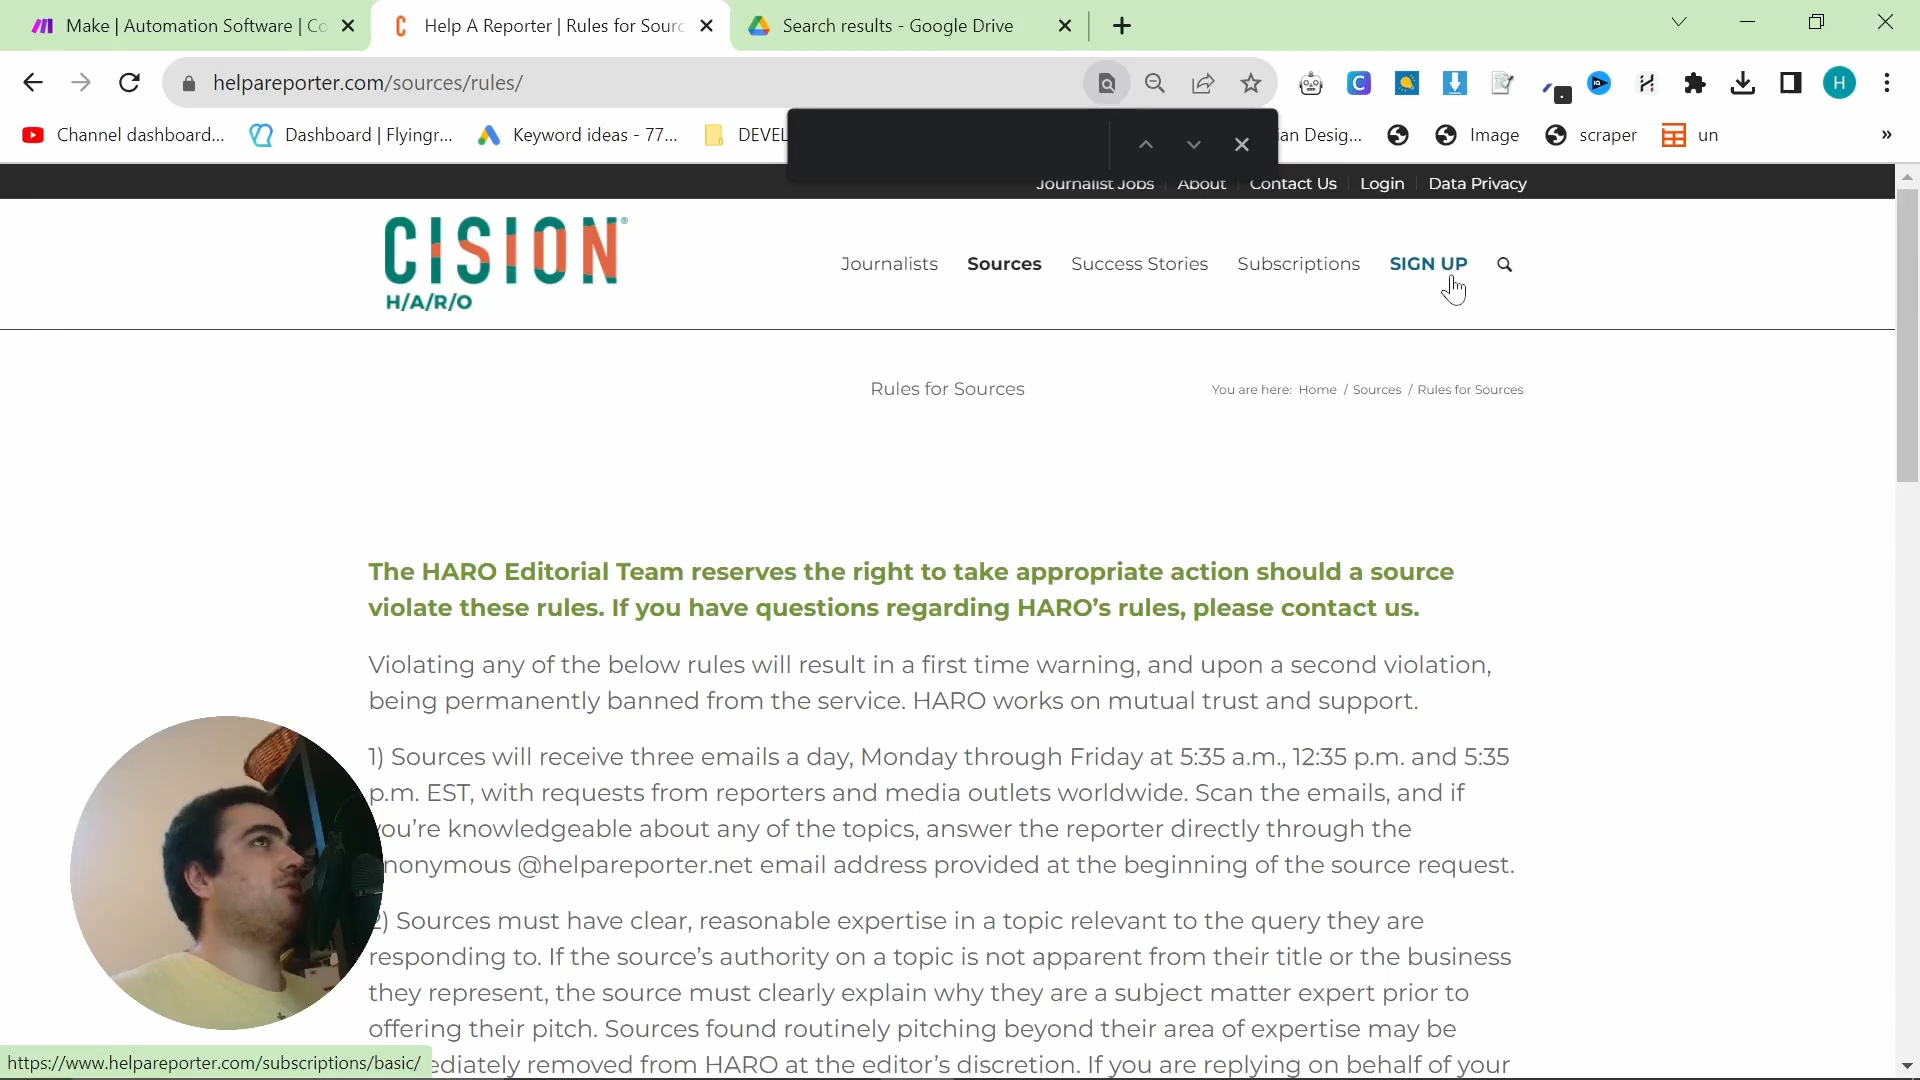 Make | Automation Software | Co
Help A Reporter | Rules for Sourc
Search results - Google Drive
helpareporter.com/sources/rules/
Channel dashboard...
Dashboard | Flyingr...
Keyword ideas - 77...
DEVEL
ian Desig...
Image
scraper
un
»
Journalist Jobs
About
Contact Us
Login
Data Privacy
CISION®
H/A/R/O
Journalists
Sources
Success Stories
Subscriptions
SIGN UP
Rules for Sources
You are here: Home / Sources / Rules for Sources
The HARO Editorial Team reserves the right to take appropriate action should a source
violate these rules. If you have questions regarding HARO’s rules, please contact us.
Violating any of the below rules will result in a first time warning, and upon a second violation,
being permanently banned from the service. HARO works on mutual trust and support.
1) Sources will receive three emails a day, Monday through Friday at 5:35 a.m., 12:35 p.m. and 5:35
p.m. EST, with requests from reporters and media outlets worldwide. Scan the emails, and if
you’re knowledgeable about any of the topics, answer the reporter directly through the
nonymous @helpareporter.net email address provided at the beginning of the source request.
2) Sources must have clear, reasonable expertise in a topic relevant to the query they are
responding to. If the source’s authority on a topic is not apparent from their title or the business
they represent, the source must clearly explain why they are a subject matter expert prior to
offering their pitch. Sources found routinely pitching beyond their area of expertise may be
ediately removed from HARO at the editor’s discretion. If you are replying on behalf of your
https://www.helpareporter.com/subscriptions/basic/